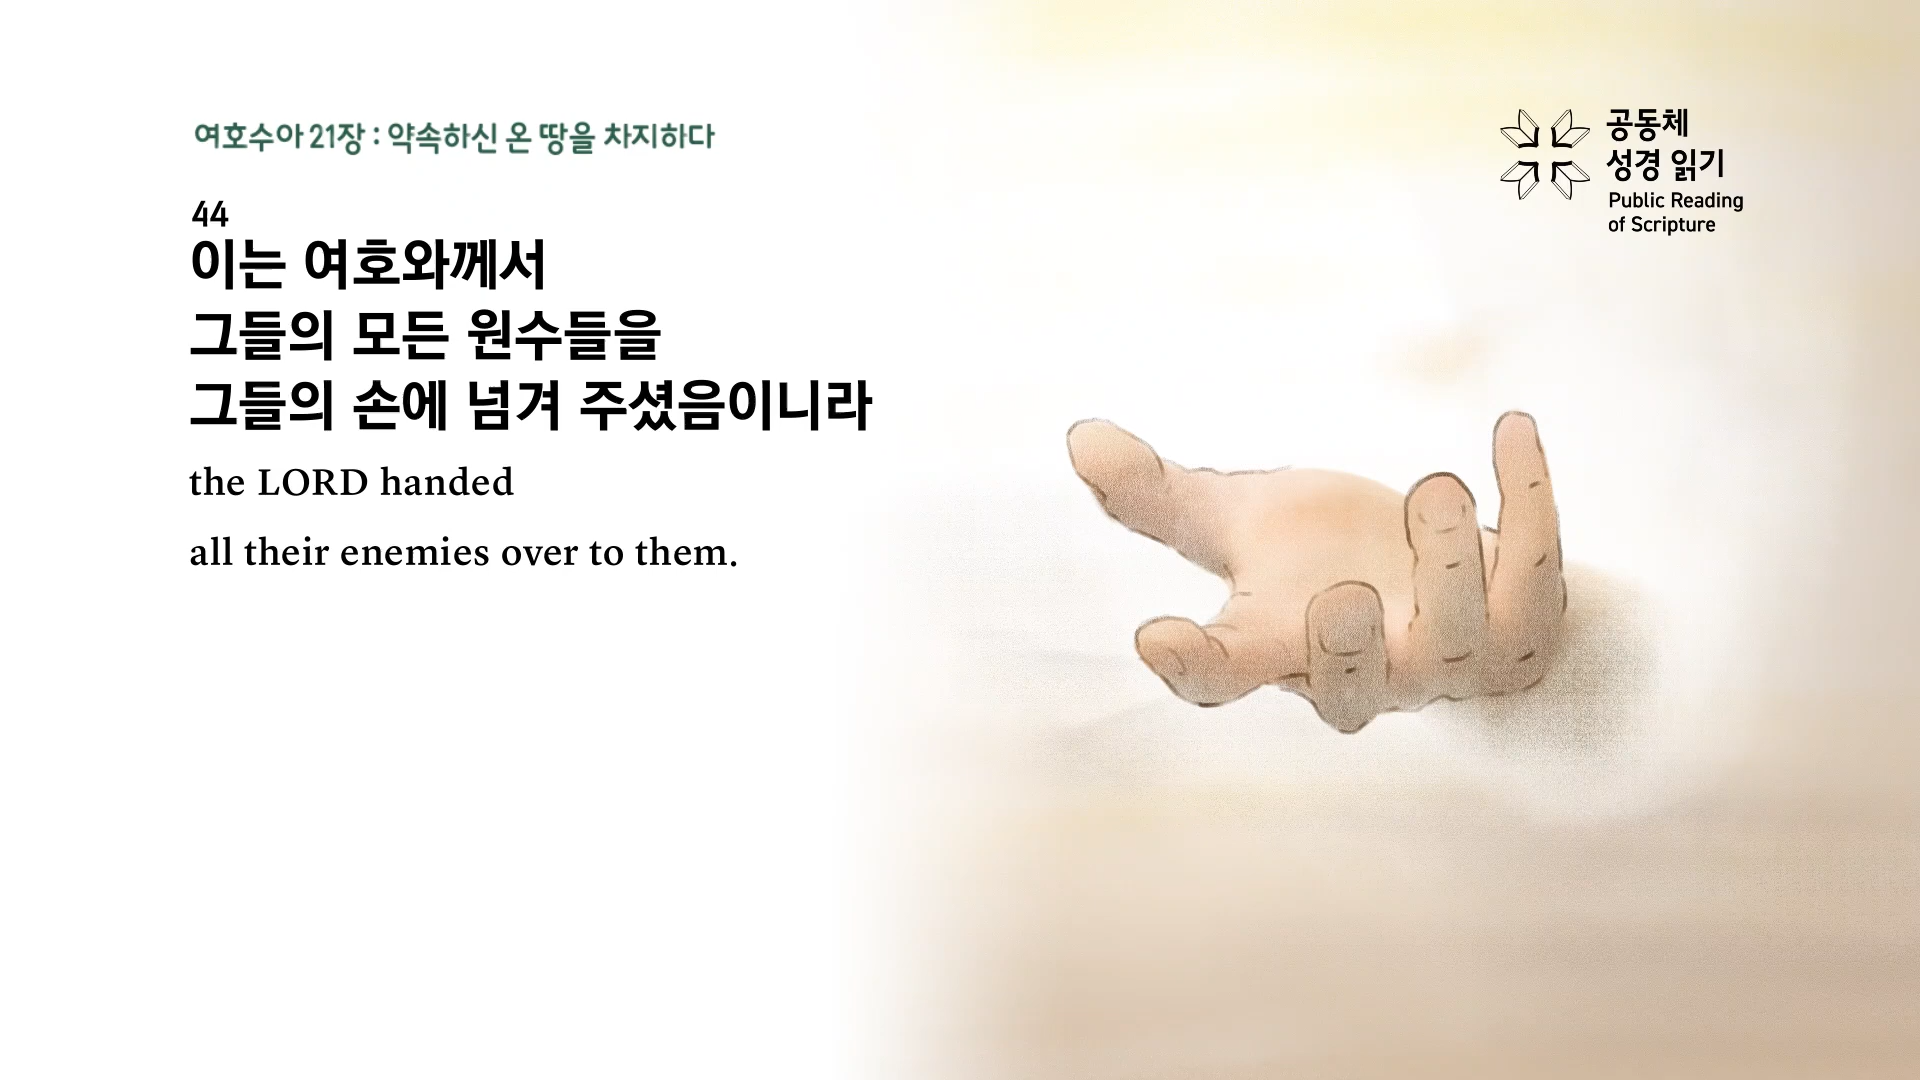 여호수아 21장 : 약속하신 온 땅을 차지하다
44
이는 여호와께서
그들의 모든 원수들을
그들의 손에 넘겨 주셨음이니라
the LORD handed
all their enemies over to them.
공동체
성경 읽기
Public Reading
of Scripture